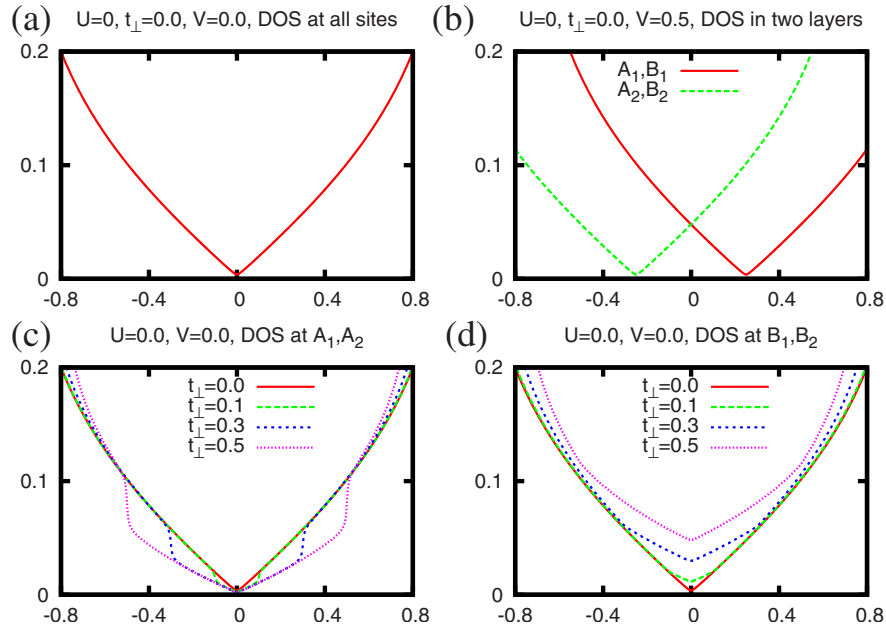 (a) U=0, t⊥=0.0, V=0.0, DOS at all sites
0.2
0.1
0
-0.8 -0.4 0 0.4 0.8
(b) U=0, t⊥=0.0, V=0.5, DOS in two layers
0.2
A1,B1
A2,B2
0.1
0
-0.8 -0.4 0 0.4 0.8
(c) U=0.0, V=0.0, DOS at A1,A2
0.2
t⊥=0.0
t⊥=0.1
t⊥=0.3
t⊥=0.5
0.1
0
-0.8 -0.4 0 0.4 0.8
(d) U=0.0, V=0.0, DOS at B1,B2
0.2
t⊥=0.0
t⊥=0.1
t⊥=0.3
t⊥=0.5
0.1
0
-0.8 -0.4 0 0.4 0.8